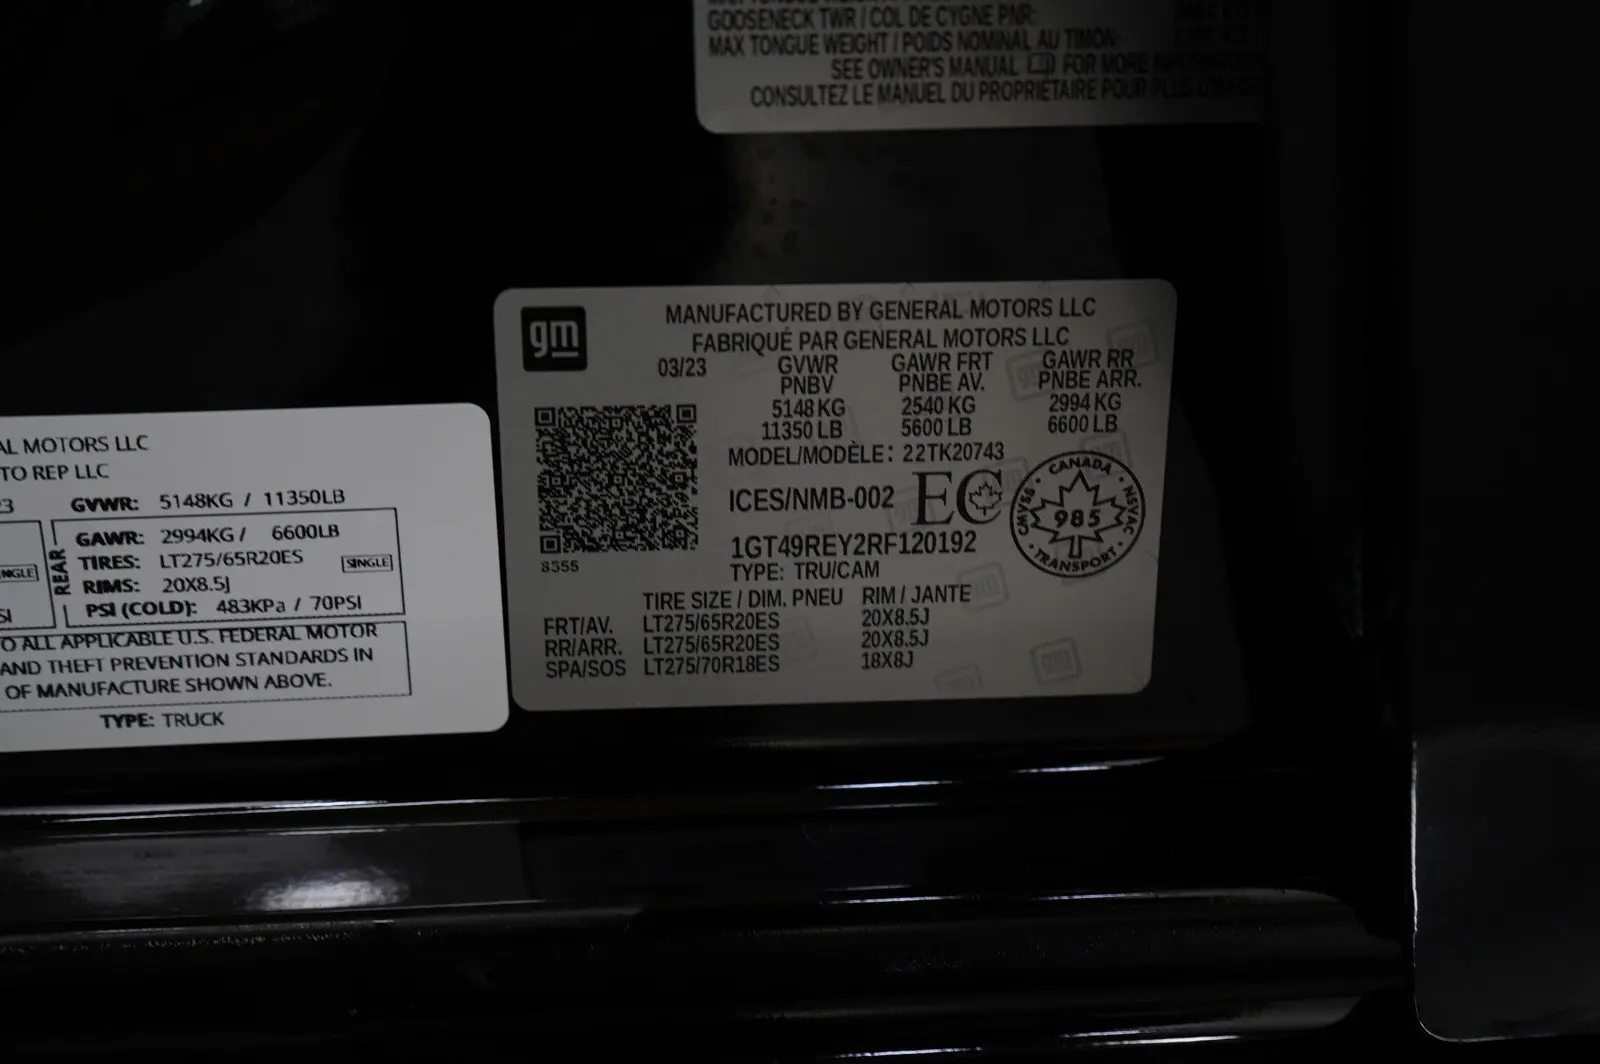 GOOSENECK TWR / COL DE CYGNE PNR:
MAX TONGUE WEIGHT / POIDS NOMINAL AU TIMON:
SEE OWNER'S MANUAL FOR MORE
CONSULTEZ LE MANUEL DU PROPRIETAIRE POUR PLUS
gm
MANUFACTURED BY GENERAL MOTORS LLC
FABRIQUÉ PAR GENERAL MOTORS LLC
03/23 GVWR GAWR FRT GAWR RR
PNBV PNBE AV. PNBE ARR.
5148 KG 2540 KG 2994 KG
11350 LB 5600 LB 6600 LB
MODEL/MODÈLE: 22TK20743
ICES/NMB-002 EC
CANADA
CMVSS 985 NSVAC
TRANSPORT
1GT49REY2RF120192
8555
TYPE: TRU/CAM
TIRE SIZE / DIM. PNEU RIM / JANTE
FRT/AV. LT275/65R20ES 20X8.5J
RR/ARR. LT275/65R20ES 20X8.5J
SPA/SOS LT275/70R18ES 18X8J
AL MOTORS LLC
TO REP LLC
23 GVWR: 5148KG / 11350LB
REAR
GAWR: 2994KG / 6600LB
TIRES: LT275/65R20ES SINGLE
NGLE RIMS: 20X8.5J
SI PSI (COLD): 483KPa / 70PSI
O ALL APPLICABLE U.S. FEDERAL MOTOR
AND THEFT PREVENTION STANDARDS IN
OF MANUFACTURE SHOWN ABOVE.
TYPE: TRUCK